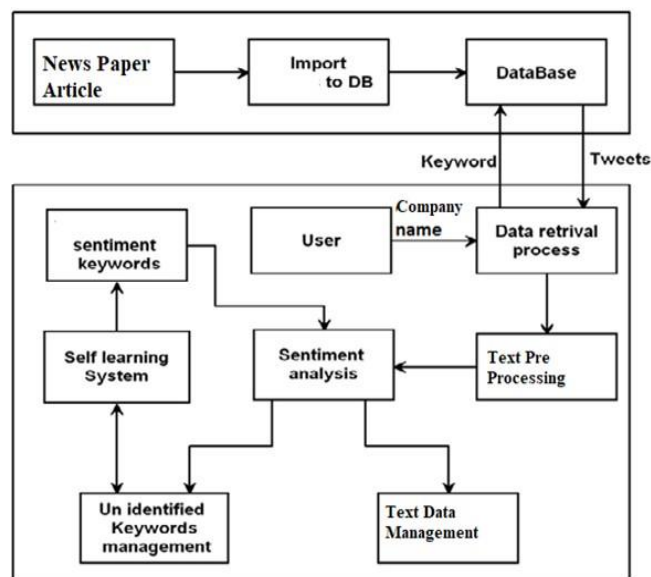 News Paper
Article
Import
to DB
DataBase
Keyword
Tweets
sentiment
keywords
User
Company
name
Data retrival
process
Self learning
System
Sentiment
analysis
Text Pre
Processing
Un identified
Keywords
management
Text Data
Management